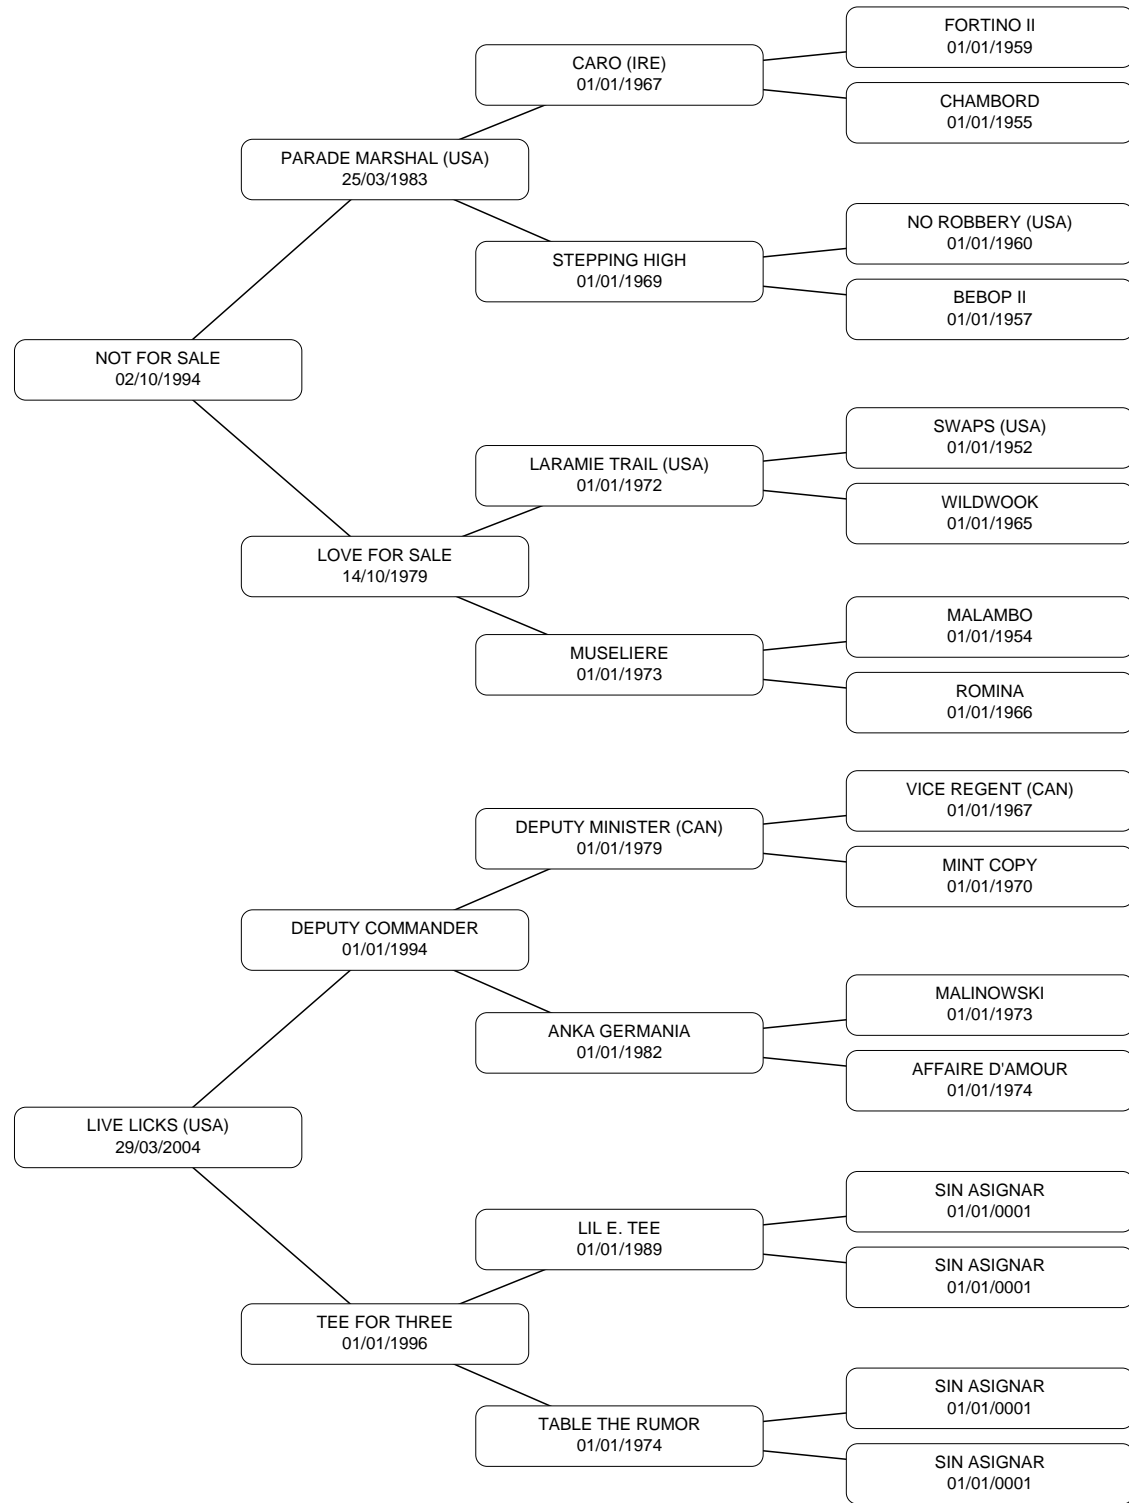 FORTINO II
01/01/1959
CARO (IRE)
01/01/1967
CHAMBORD
01/01/1955
PARADE MARSHAL (USA)
25/03/1983
NO ROBBERY (USA)
01/01/1960
STEPPING HIGH
01/01/1969
BEBOP II
01/01/1957
NOT FOR SALE
02/10/1994
SWAPS (USA)
01/01/1952
LARAMIE TRAIL (USA)
01/01/1972
WILDWOOK
01/01/1965
LOVE FOR SALE
14/10/1979
MALAMBO
01/01/1954
MUSELIERE
01/01/1973
ROMINA
01/01/1966
VICE REGENT (CAN)
01/01/1967
DEPUTY MINISTER (CAN)
01/01/1979
MINT COPY
01/01/1970
DEPUTY COMMANDER
01/01/1994
MALINOWSKI
01/01/1973
ANKA GERMANIA
01/01/1982
AFFAIRE D'AMOUR
01/01/1974
LIVE LICKS (USA)
29/03/2004
SIN ASIGNAR
01/01/0001
LIL E. TEE
01/01/1989
SIN ASIGNAR
01/01/0001
TEE FOR THREE
01/01/1996
SIN ASIGNAR
01/01/0001
TABLE THE RUMOR
01/01/1974
SIN ASIGNAR
01/01/0001